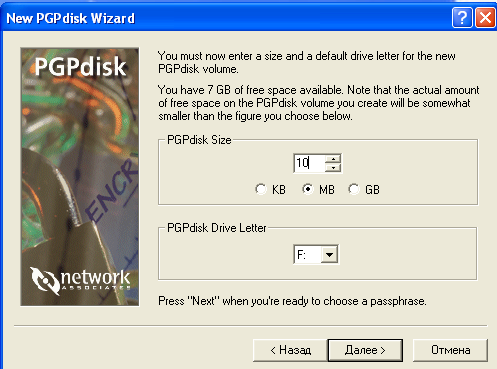 New PGPdisk Wizard
PGPdisk
You must now enter a size and a default drive letter for the new
PGPdisk volume.
You have 7 GB of free space available. Note that the actual amount
of free space on the PGPdisk volume you create will be somewhat
smaller than the figure you choose below.
PGPdisk Size
10
KB MB GB
ENCRY
PGPdisk Drive Letter
F:
network
ASSOCIATES
Press "Next" when you're ready to choose a passphrase.
< Назад Далее > Отмена